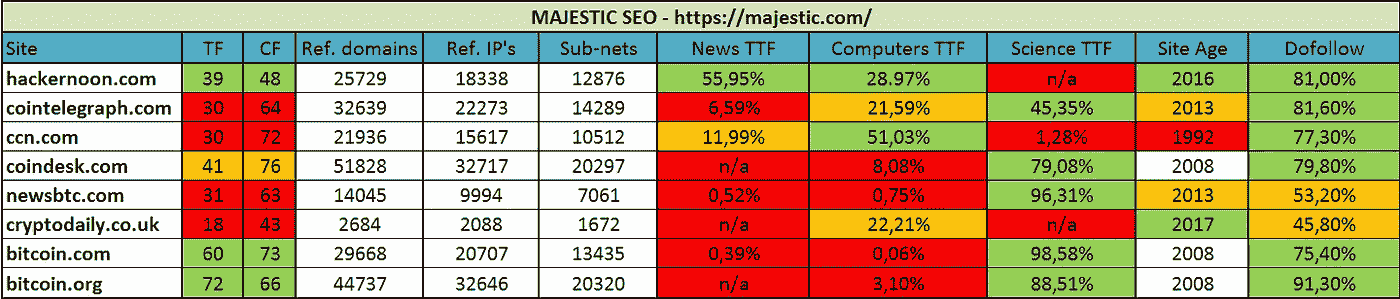 MAJESTIC SEO - https://majestic.com/
Site TF CF Ref. domains Ref. IP's Sub-nets News TTF Computers TTF Science TTF Site Age Dofollow
hackernoon.com 39 48 25729 18338 12876 55,95% 28.97% n/a 2016 81,00%
cointelegraph.com 30 64 32639 22273 14289 6,59% 21,59% 45,35% 2013 81,60%
ccn.com 30 72 21936 15617 10512 11,99% 51,03% 1,28% 1992 77,30%
coindesk.com 41 76 51828 32717 20297 n/a 8,08% 79,08% 2008 79,80%
newsbtc.com 31 63 14045 9994 7061 0,52% 0,75% 96,31% 2013 53,20%
cryptodaily.co.uk 18 43 2684 2088 1672 n/a 22,21% n/a 2017 45,80%
bitcoin.com 60 73 29668 20707 13435 0,39% 0,06% 98,58% 2008 75,40%
bitcoin.org 72 66 44737 32646 20320 n/a 3,10% 88,51% 2008 91,30%